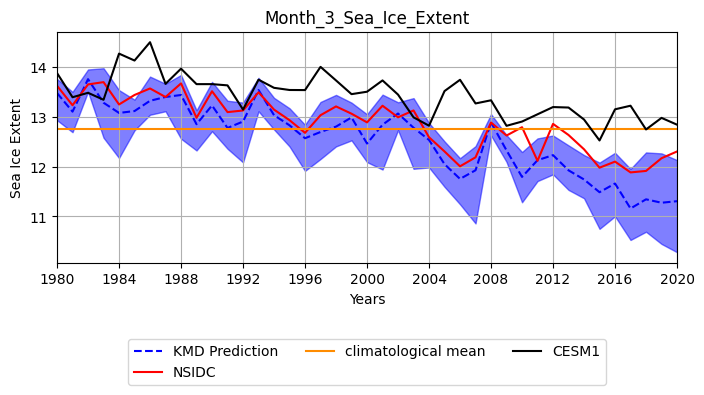 Month_3_Sea_Ice_Extent
Sea Ice Extent
14
13
12
11
1980 1984 1988 1992 1996 2000 2004 2008 2012 2016 2020
Years
KMD Prediction climatological mean CESM1
NSIDC